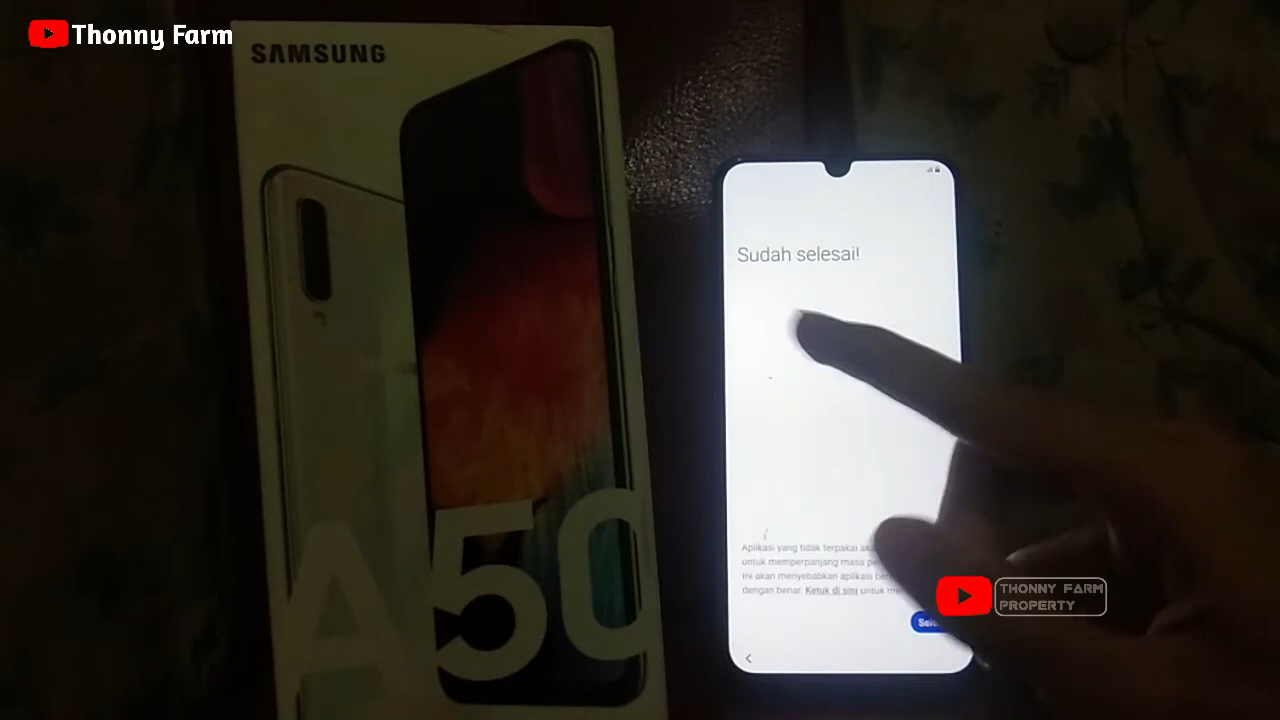 Thonny Farm
SAMSUNG
A50
Sudah selesai!
Aplikasi yang tidak terpakai
untuk memperpanjang masa
ini akan menyebabkan aplikasi
dengan benar. Ketuk di sini untuk
THONNY FARM
PROPERTY